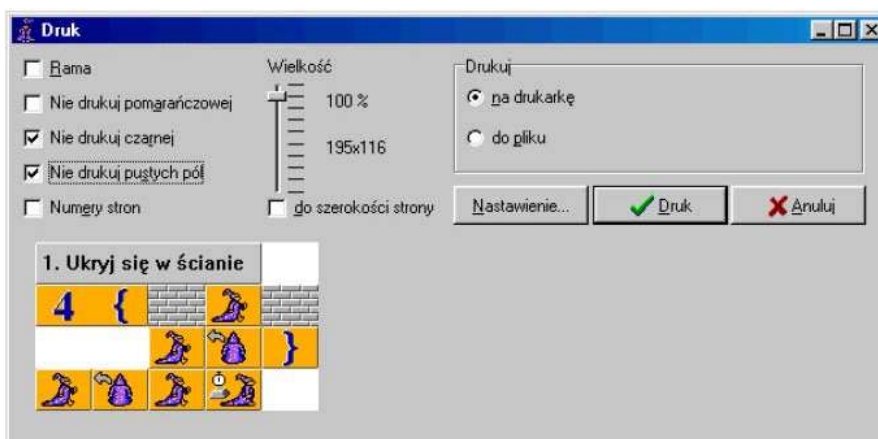 Druk
Rama
Nie drukuj pomarańczowej
Nie drukuj czarnej
Nie drukuj pustych pól
Numery stron
Wielkość
100 %
195x116
do szerokości strony
Drukuj
na drukarkę
do pliku
Nastawienie...
Druk
Anuluj
1. Ukryj się w ścianie
4 {
}